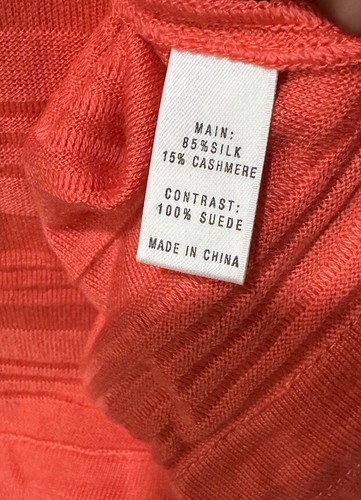 MAIN:
85%SILK
15% CASHMERE
CONTRAST:
100% SUEDE
MADE IN CHINA